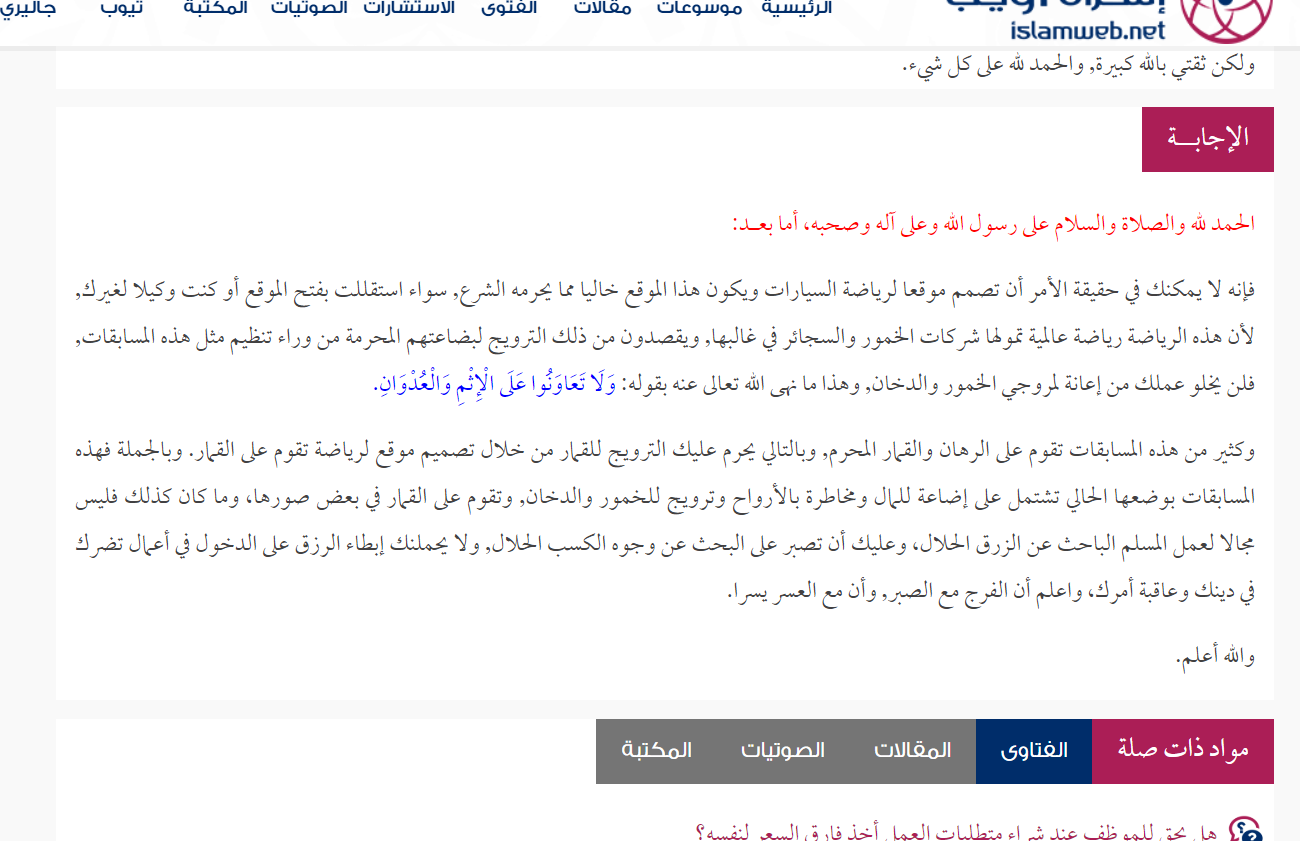 الرئيسية موسوعات مقالات الفتوى الاستشارات الصوتيات المكتبة تيوب جاليري
islamweb.net
ولكن ثقتي بالله كبيرة, والحمد لله على كل شيء.
الإجابــة
الحمد لله والصلاة والسلام على رسول الله وعلى آله وصحبه، أما بعـد:
فإنه لا يمكنك في حقيقة الأمر أن تصمم موقعا لرياضة السيارات ويكون هذا الموقع خاليا مما يحرمه الشرع, سواء استقللت بفتح الموقع أو كنت وكيلا لغيرك,
لأن هذه الرياضة رياضة عالمية تمولها شركات الخمور والسجائر في غالبها, ويقصدون من ذلك الترويج لبضاعتهم المحرمة من وراء تنظيم مثل هذه المسابقات,
فلن يخلو عملك من إعانة لمروجي الخمور والدخان, وهذا ما نهى الله تعالى عنه بقوله: وَلَا تَعَاوَنُوا عَلَى الْإِثْمِ وَالْعُدْوَانِ.
وكثير من هذه المسابقات تقوم على الرهان والقمار المحرم, وبالتالي يحرم عليك الترويج للقمار من خلال تصميم موقع لرياضة تقوم على القمار. وبالجملة فهذه
المسابقات بوضعها الحالي تشتمل على إضاعة للمال ومخاطرة بالأرواح وترويج للخمور والدخان, وتقوم على القمار في بعض صورها، وما كان كذلك فليس
مجالا لعمل المسلم الباحث عن الزرق الحلال، وعليك أن تصبر على البحث عن وجوه الكسب الحلال, ولا يحملنك إبطاء الرزق على الدخول في أعمال تضرك
في دينك وعاقبة أمرك، واعلم أن الفرج مع الصبر, وأن مع العسر يسرا.
والله أعلم.
مواد ذات صلة الفتاوى المقالات الصوتيات المكتبة
هل يحق للموظف عند شراء متطلبات العمل أخذ فارق السعر لنفسه؟